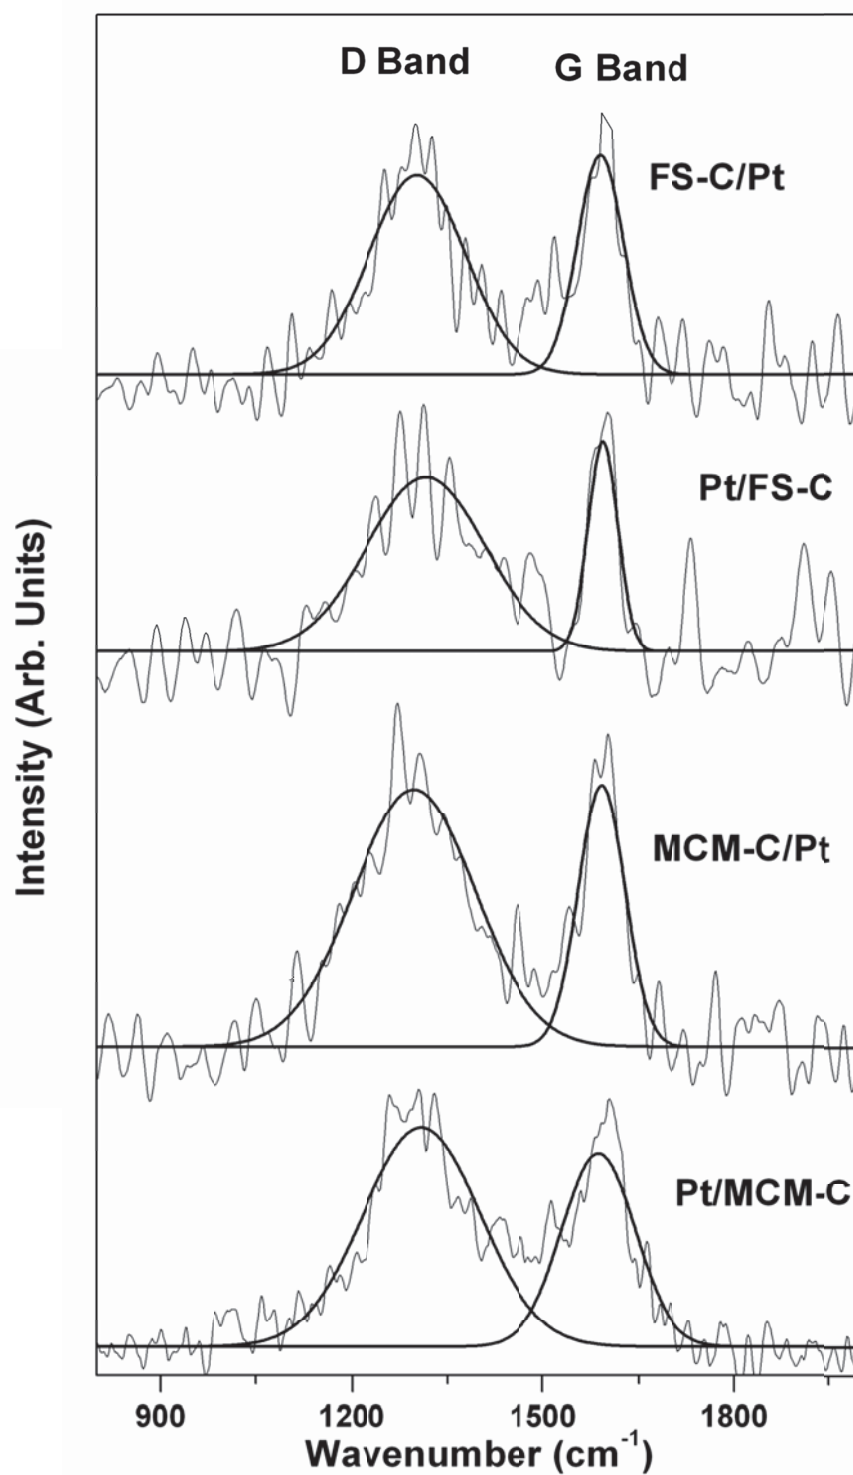 D Band
G Band
FS-C/Pt
Pt/FS-C
MCM-C/Pt
Pt/MCM-C
Intensity (Arb. Units)
900 1200 1500 1800
Wavenumber (cm⁻¹)